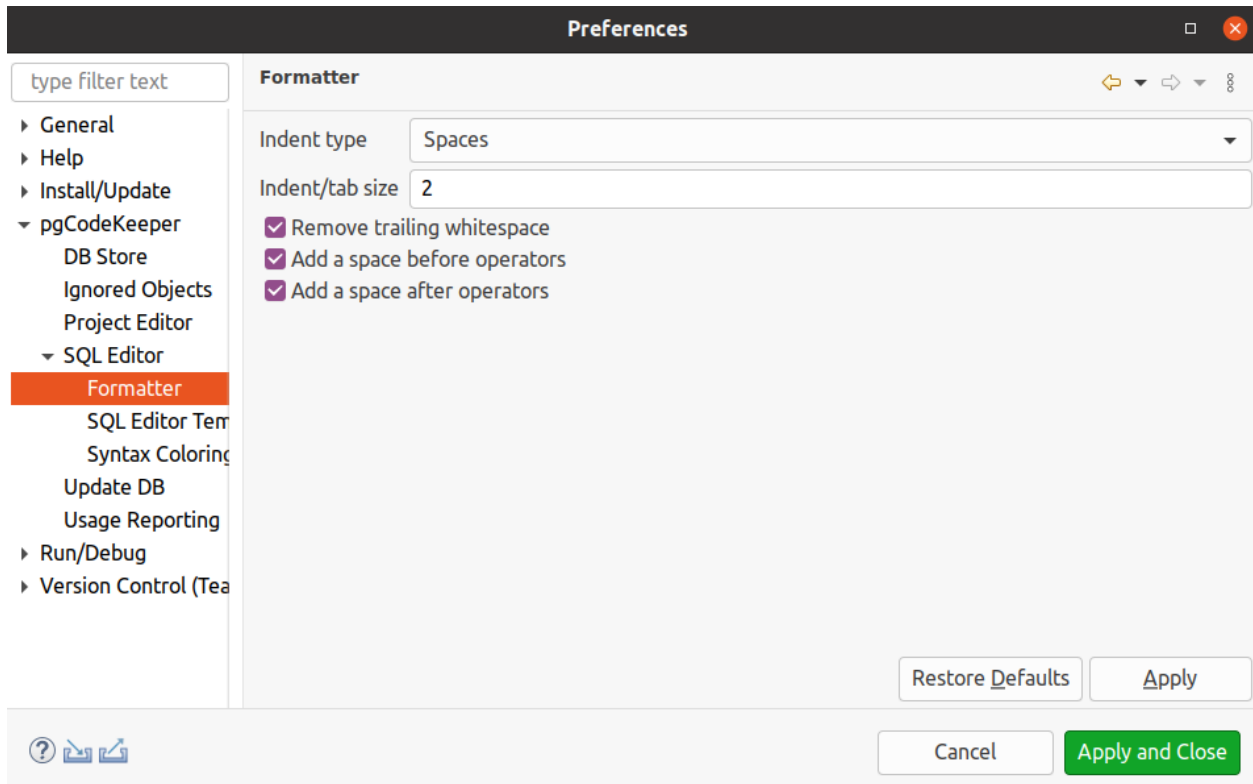 Preferences
type filter text
General
Help
Install/Update
pgCodeKeeper
DB Store
Ignored Objects
Project Editor
SQL Editor
Formatter
SQL Editor Tem
Syntax Coloring
Update DB
Usage Reporting
Run/Debug
Version Control (Tea
Formatter
Indent type Spaces
Indent/tab size 2
Remove trailing whitespace
Add a space before operators
Add a space after operators
Restore Defaults Apply
? Cancel Apply and Close